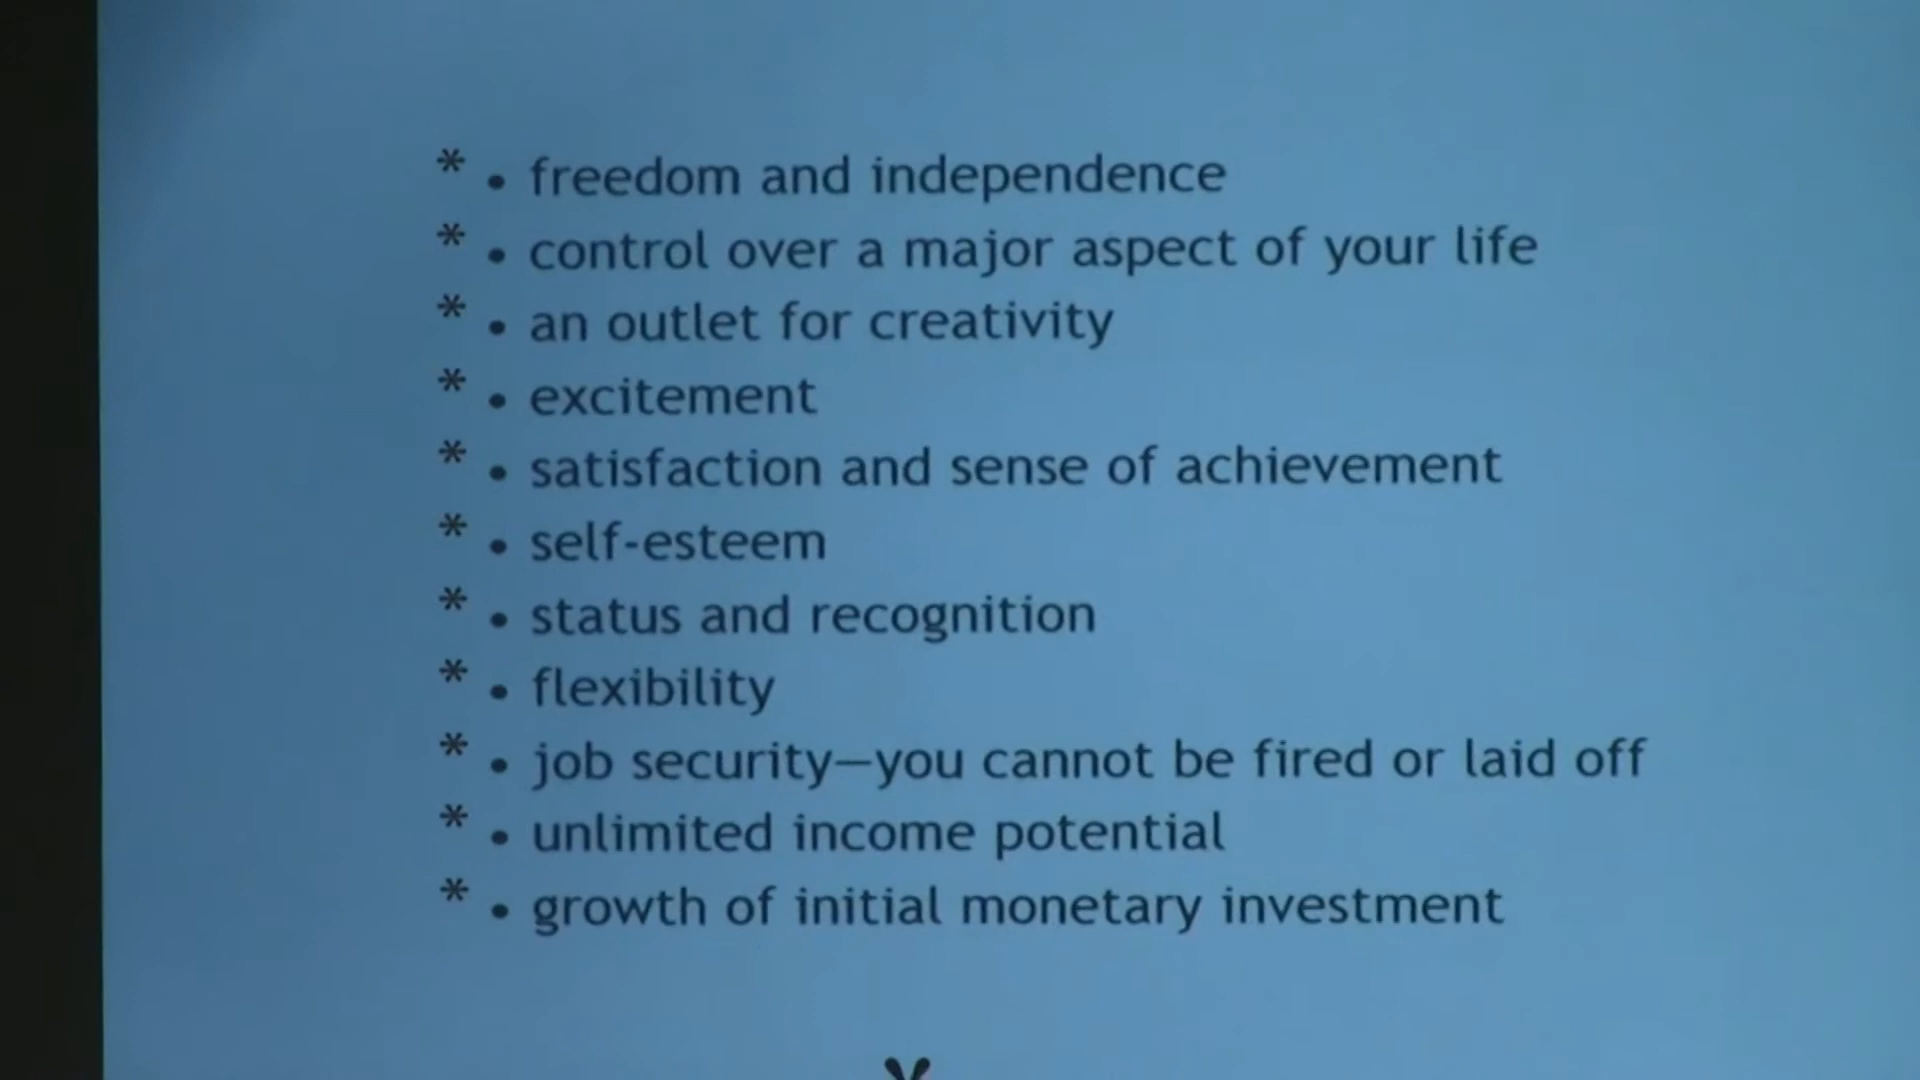 * • freedom and independence
* • control over a major aspect of your life
* • an outlet for creativity
* • excitement
* • satisfaction and sense of achievement
* • self-esteem
* • status and recognition
* • flexibility
* • job security—you cannot be fired or laid off
* • unlimited income potential
* • growth of initial monetary investment